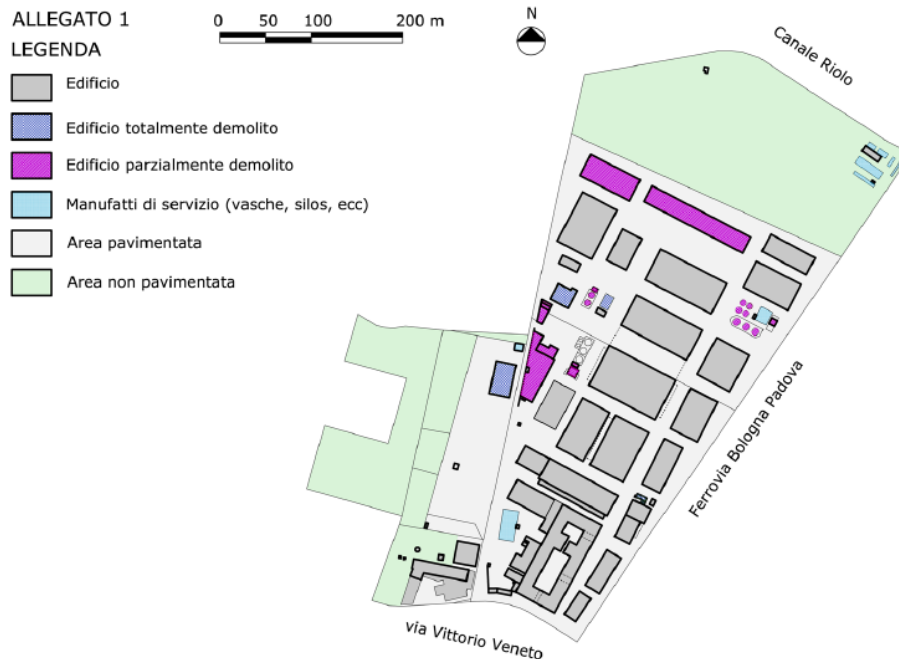 ALLEGATO 1
0 50 100 200 m
N
LEGENDA
Edificio
Edificio totalmente demolito
Edificio parzialmente demolito
Manufatti di servizio (vasche, silos, ecc)
Area pavimentata
Area non pavimentata
Canale Riolo
Ferrovia Bologna Padova
via Vittorio Veneto